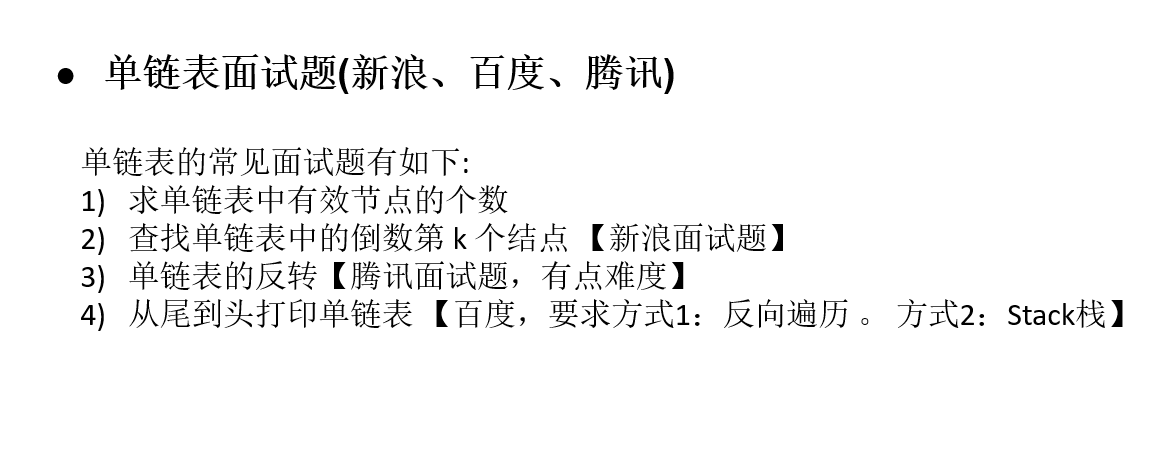 • 单链表面试题(新浪、百度、腾讯)
单链表的常见面试题有如下:
1) 求单链表中有效节点的个数
2) 查找单链表中的倒数第 k 个结点 【新浪面试题】
3) 单链表的反转【腾讯面试题，有点难度】
4) 从尾到头打印单链表 【百度，要求方式1：反向遍历 。 方式2：Stack栈】